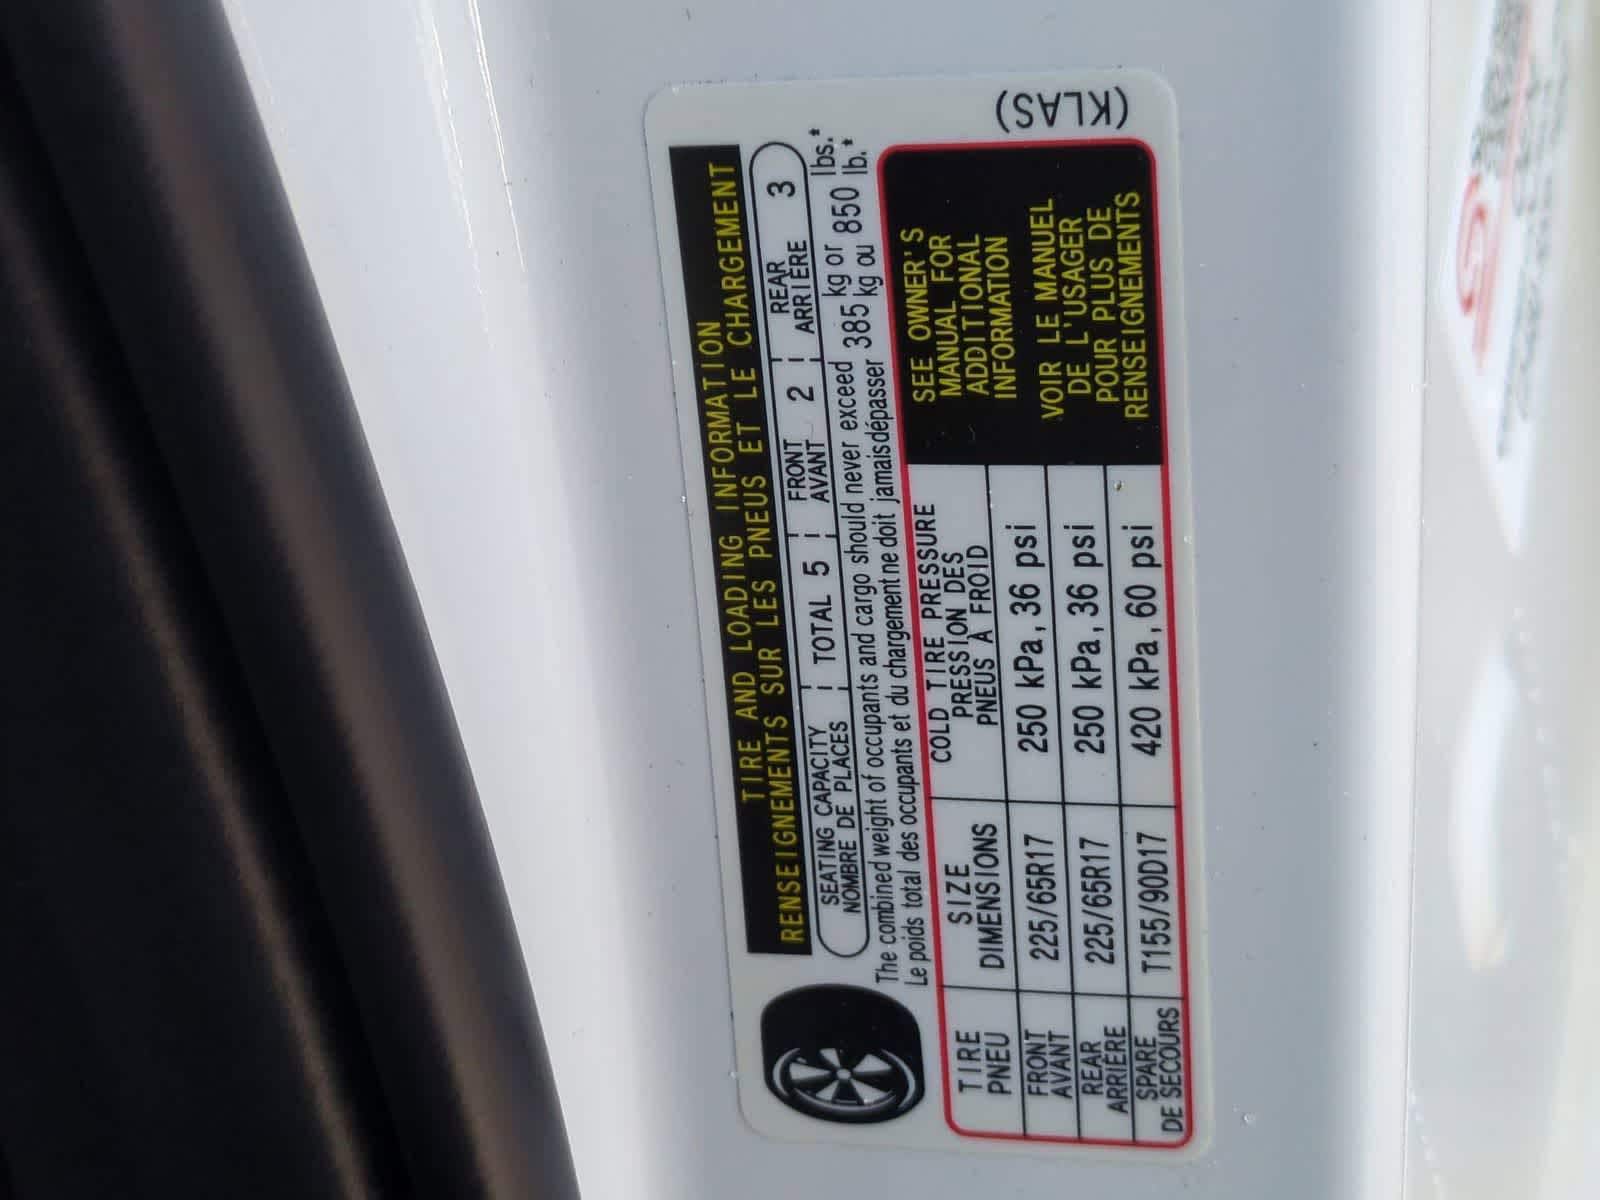 TIRE AND LOADING INFORMATION
RENSEIGNEMENTS SUR LES PNEUS ET LE CHARGEMENT
SEATING CAPACITY
NOMBRE DE PLACES
TOTAL 5
FRONT
AVANT
2
REAR
ARRIÈRE
3
The combined weight of occupants and cargo should never exceed 385 kg or 850 lbs.*
Le poids total des occupants et du chargement ne doit jamais dépasser 385 kg ou 850 lb.*
TIRE
PNEU
SIZE
DIMENSIONS
COLD TIRE PRESSURE
PRESSION DES
PNEUS À FROID
FRONT
AVANT
225/65R17
250 kPa, 36 psi
REAR
ARRIÈRE
225/65R17
250 kPa, 36 psi
SPARE
DE SECOURS
T155/90D17
420 kPa, 60 psi
SEE OWNER'S
MANUAL FOR
ADDITIONAL
INFORMATION
VOIR LE MANUEL
DE L'USAGER
POUR PLUS DE
RENSEIGNEMENTS
(KLAS)